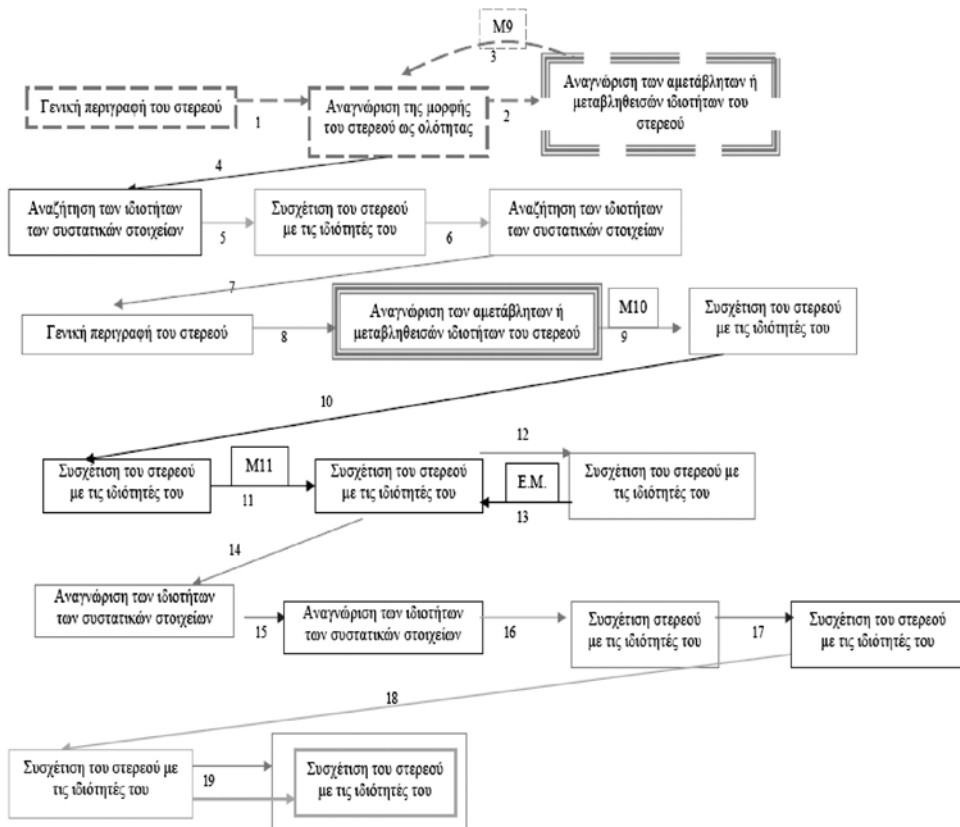 M9
3
Γενική περιγραφή του στερεού
1
Αναγνώριση της μορφής
του στερεού ως ολότητας
2
Αναγνώριση των αμετάβλητων ή
μεταβληθεισών ιδιοτήτων του
στερεού
4
Αναζήτηση των ιδιοτήτων
των συστατικών στοιχείων
5
Συσχέτιση του στερεού
με τις ιδιότητές του
6
Αναζήτηση των ιδιοτήτων
των συστατικών στοιχείων
7
Γενική περιγραφή του στερεού
8
Αναγνώριση των αμετάβλητων ή
μεταβληθεισών ιδιοτήτων του στερεού
M10
9
Συσχέτιση του στερεού
με τις ιδιότητές του
10
Συσχέτιση του στερεού
με τις ιδιότητές του
M11
11
Συσχέτιση του στερεού
με τις ιδιότητές του
12
Ε.Μ.
13
Συσχέτιση του στερεού με
τις ιδιότητές του
14
Αναγνώριση των ιδιοτήτων
των συστατικών στοιχείων
15
Αναγνώριση των ιδιοτήτων
των συστατικών στοιχείων
16
Συσχέτιση στερεού
με τις ιδιότητές του
17
Συσχέτιση του στερεού
με τις ιδιότητές του
18
Συσχέτιση του στερεού με
τις ιδιότητές του
19
Συσχέτιση του στερεού
με τις ιδιότητές του